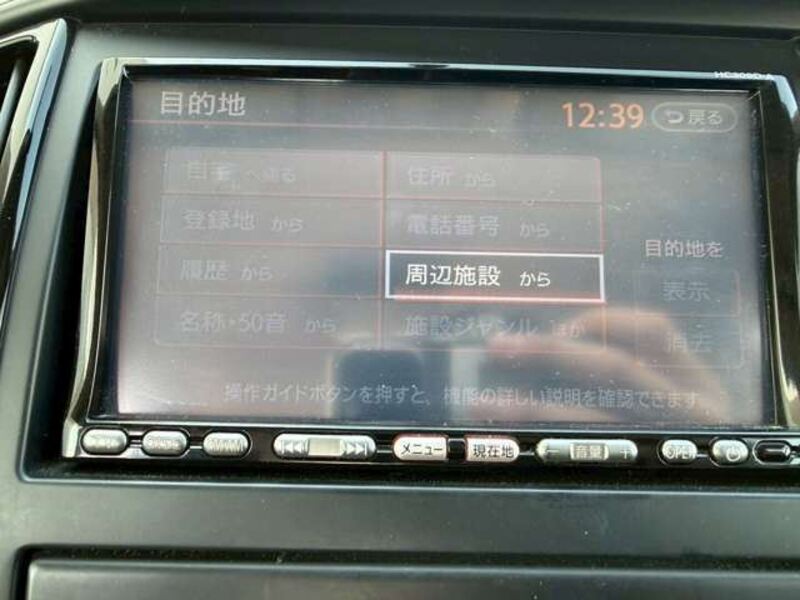 目的地
12:39
戻る
自宅 へ帰る
住所 から
登録地 から
電話番号 から
履歴 から
周辺施設 から
目的地を
表示
消去
名称・50音 から
施設ジャンル ほか
操作ガイドボタンを押すと、機能の詳しい説明を確認できます
メニュー
現在地
音量
OPEN